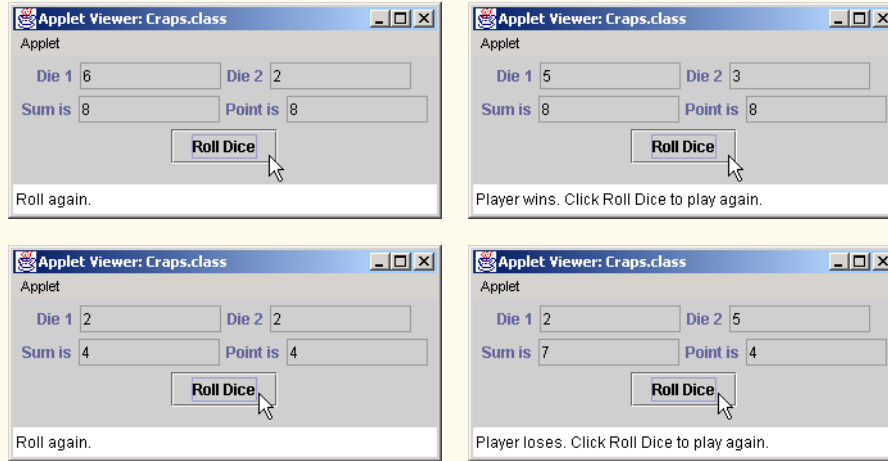 Applet Viewer: Craps.class
Applet
Die 1 6 Die 2 2
Sum is 8 Point is 8
Roll Dice
Roll again.
Applet Viewer: Craps.class
Applet
Die 1 5 Die 2 3
Sum is 8 Point is 8
Roll Dice
Player wins. Click Roll Dice to play again.
Applet Viewer: Craps.class
Applet
Die 1 2 Die 2 2
Sum is 4 Point is 4
Roll Dice
Roll again.
Applet Viewer: Craps.class
Applet
Die 1 2 Die 2 5
Sum is 7 Point is 4
Roll Dice
Player loses. Click Roll Dice to play again.